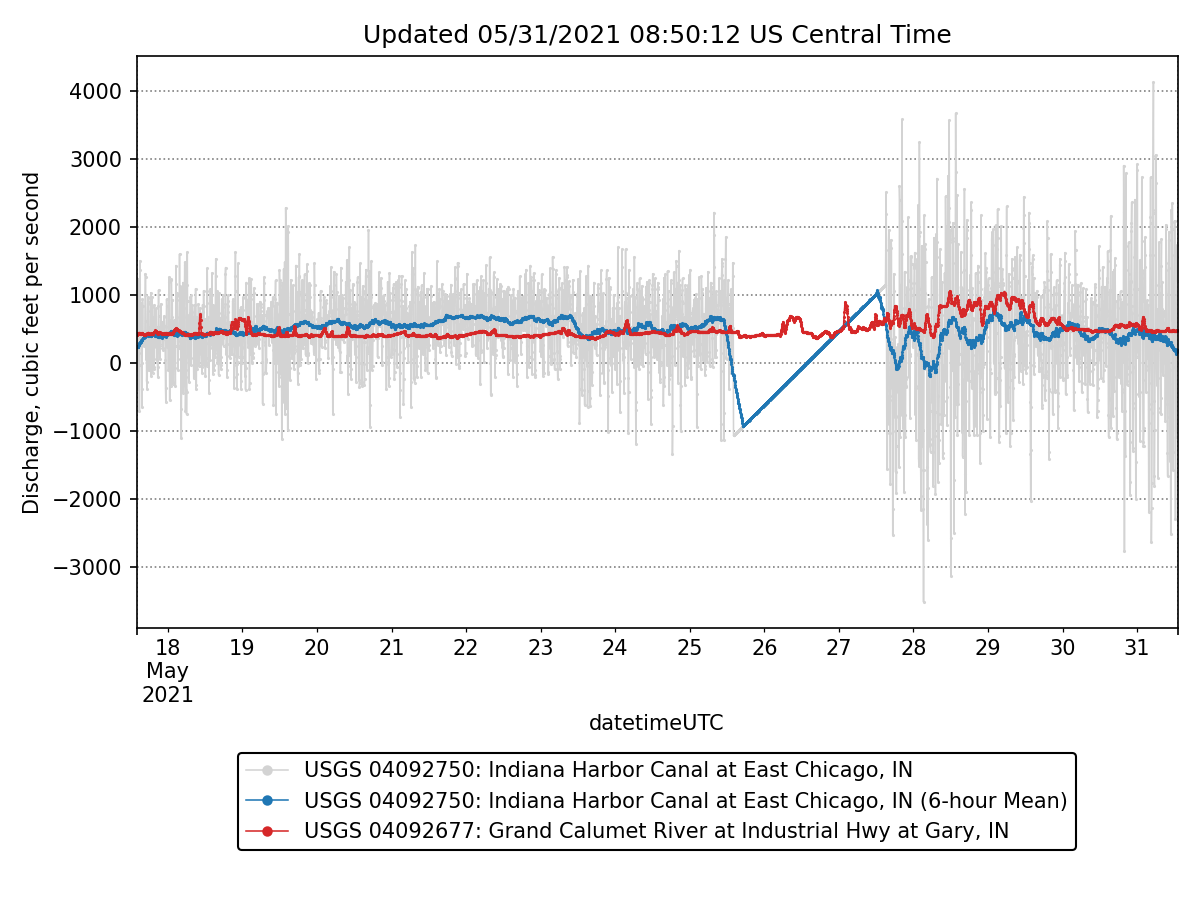 Updated 05/31/2021 08:50:12 US Central Time
Discharge, cubic feet per second
4000
3000
2000
1000
0
−1000
−2000
−3000
18 19 20 21 22 23 24 25 26 27 28 29 30 31
May
2021
datetimeUTC
USGS 04092750: Indiana Harbor Canal at East Chicago, IN
USGS 04092750: Indiana Harbor Canal at East Chicago, IN (6-hour Mean)
USGS 04092677: Grand Calumet River at Industrial Hwy at Gary, IN